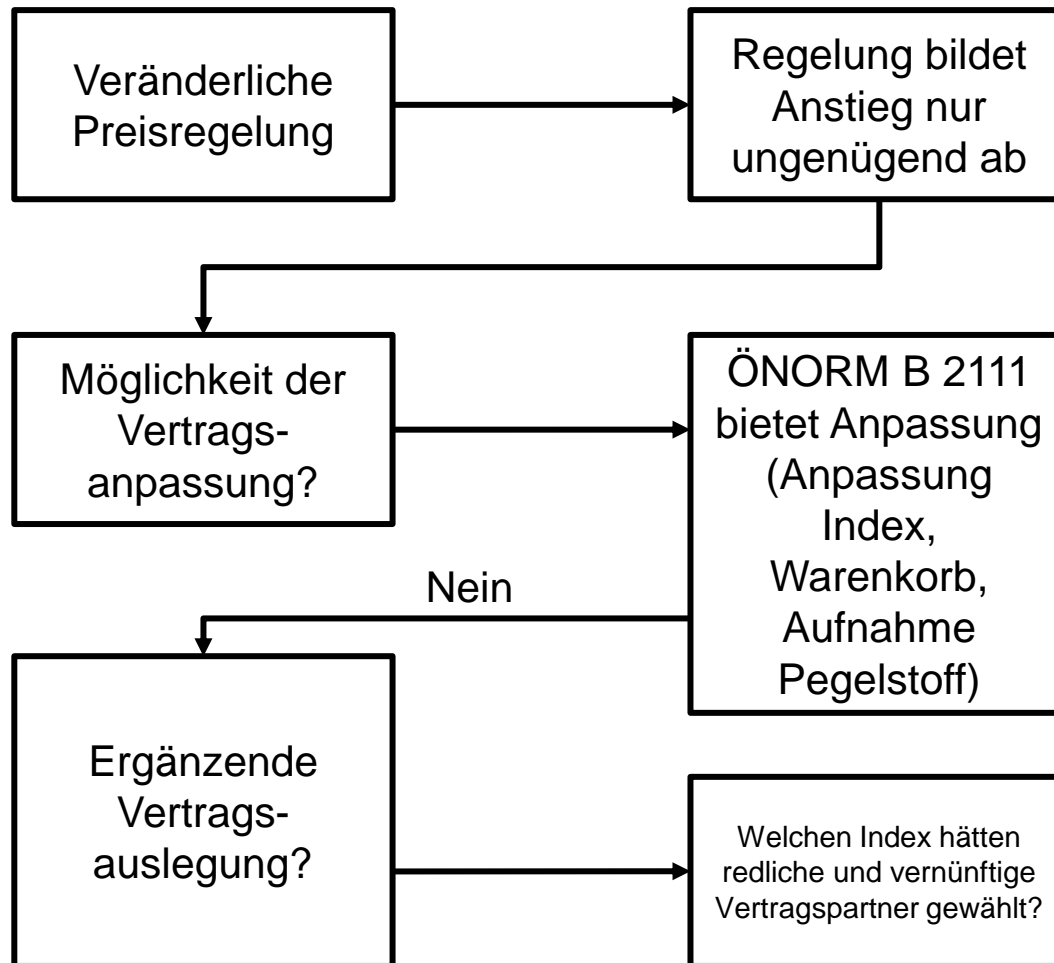 Veränderliche
Preisregelung
Regelung bildet
Anstieg nur
ungenügend ab
Möglichkeit der
Vertrags-
anpassung?
ÖNORM B 2111
bietet Anpassung
(Anpassung
Index,
Warenkorb,
Aufnahme
Pegelstoff)
Nein
Ergänzende
Vertrags-
auslegung?
Welchen Index hätten
redliche und vernünftige
Vertragspartner gewählt?